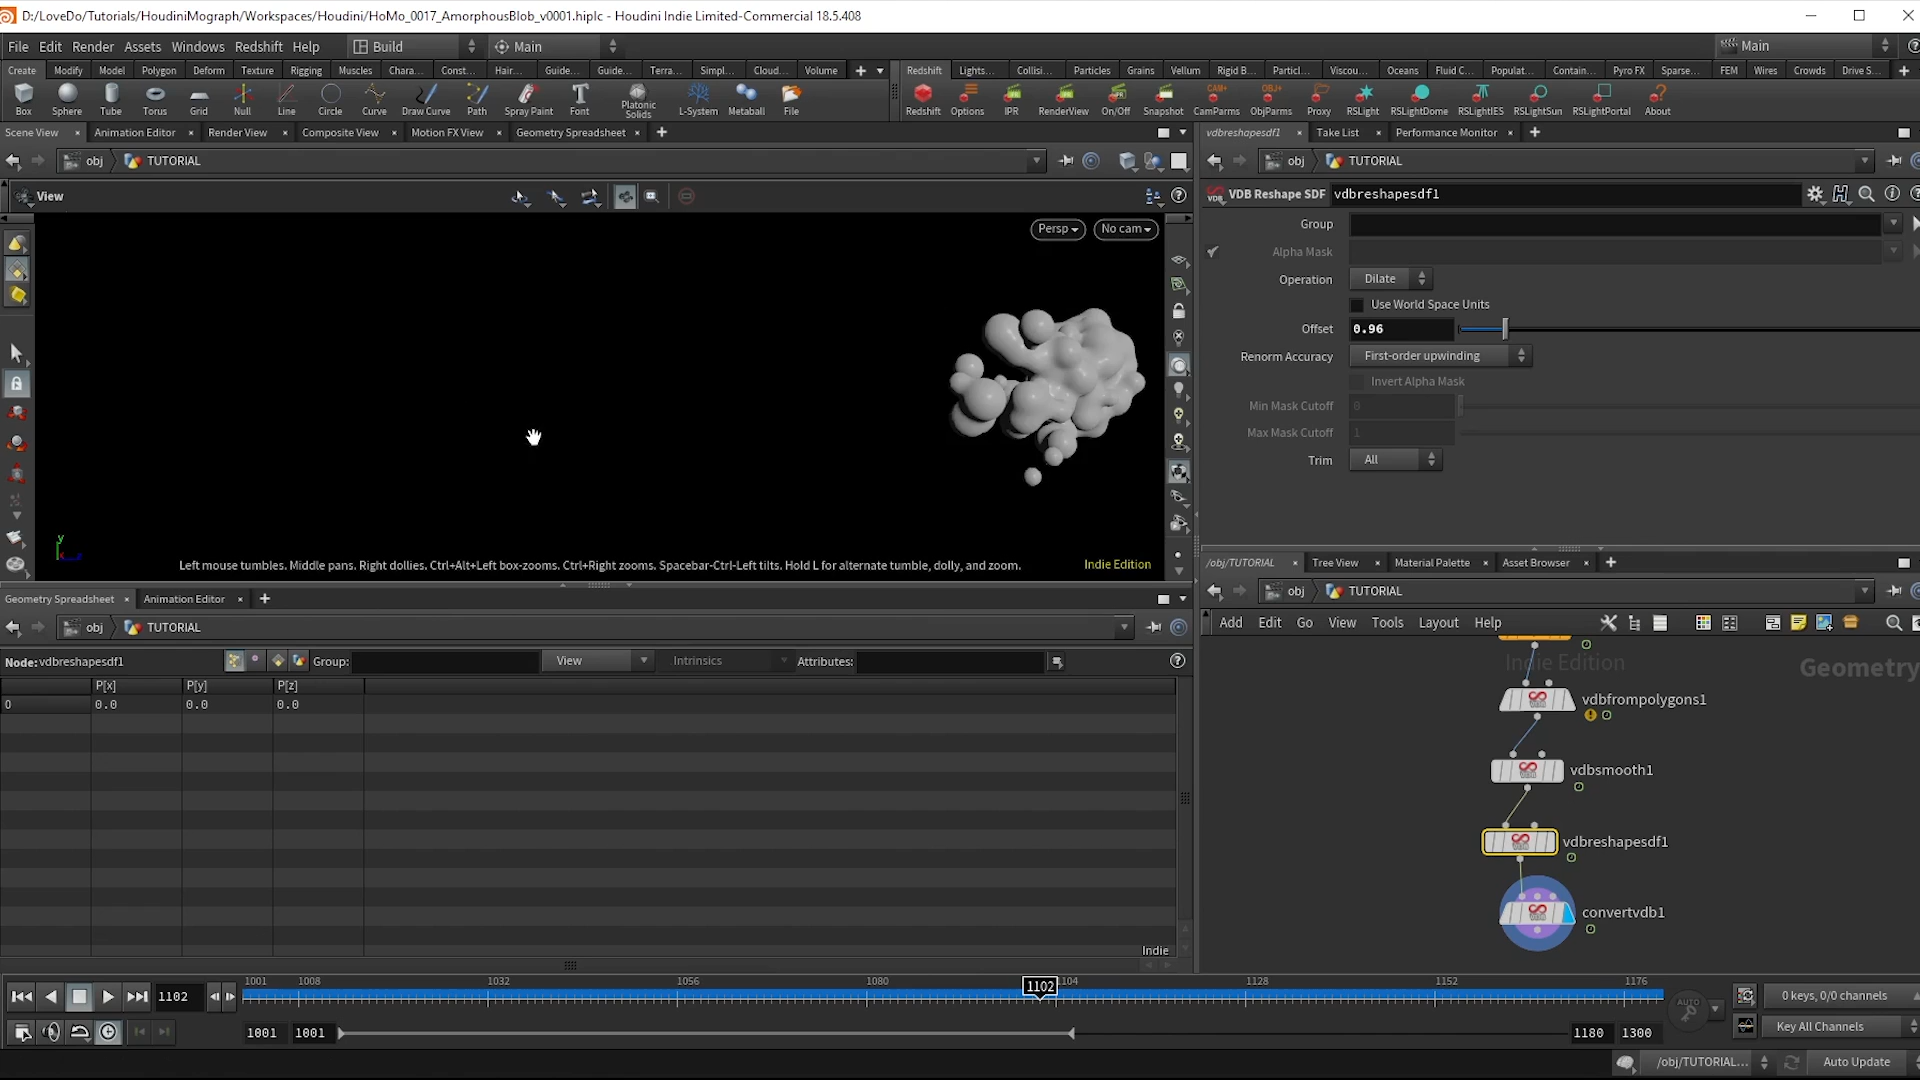 D:/LoveDo/Tutorials/HoudiniMograph/Workspaces/Houdini/HoMo_0017_AmorphousBlob_v0001.hiplc - Houdini Indie Limited-Commercial 18.5.408
File Edit Render Assets Windows Redshift Help Build Main Main
Create Modify Model Polygon Deform Texture Rigging Muscles Chara... Const... Hair... Guide... Guide... Terra... Simpl... Cloud... Volume
Redshift Lights... Collisi... Particles Grains Vellum Rigid B... Particl... Viscou... Oceans Fluid C... Populat... Contain... Pyro FX Sparse... FEM Wires Crowds Drive S...
Box Sphere Tube Torus Grid Null Line Circle Curve Draw Curve Path Spray Paint Font Platonic Solids L-System Metaball File
Redshift Options IPR RenderView On/Off Snapshot CamParms ObjParms Proxy RSLight RSLightDome RSLightIES RSLightSun RSLightPortal About
Scene View Animation Editor Render View Composite View Motion FX View Geometry Spreadsheet
vdbreshapesdf1 Take List Performance Monitor
obj TUTORIAL
obj TUTORIAL
View
VDB Reshape SDF vdbreshapesdf1
Persp No cam
Group
Alpha Mask
Operation Dilate
Use World Space Units
Offset 0.96
Renorm Accuracy First-order upwinding
Invert Alpha Mask
Min Mask Cutoff 0
Max Mask Cutoff 1
Trim All
y
Left mouse tumbles. Middle pans. Right dollies. Ctrl+Alt+Left box-zooms. Ctrl+Right zooms. Spacebar-Ctrl-Left tilts. Hold L for alternate tumble, dolly, and zoom.
Indie Edition
/obj/TUTORIAL Tree View Material Palette Asset Browser
obj TUTORIAL
Add Edit Go View Tools Layout Help
Indie Edition
Geometry
vdbfrompolygons1
vdbsmooth1
vdbreshapesdf1
convertvdb1
Geometry Spreadsheet Animation Editor
obj TUTORIAL
Node:vdbreshapesdf1 Group: View Intrinsics Attributes:
P[x] P[y] P[z]
0 0.0 0.0 0.0
Indie
1102
1001 1008 1032 1056 1080 1102 1104 1128 1152 1176
AUTO
0 keys, 0/0 channels
1001 1001 1180 1300
Key All Channels
/obj/TUTORIAL... Auto Update